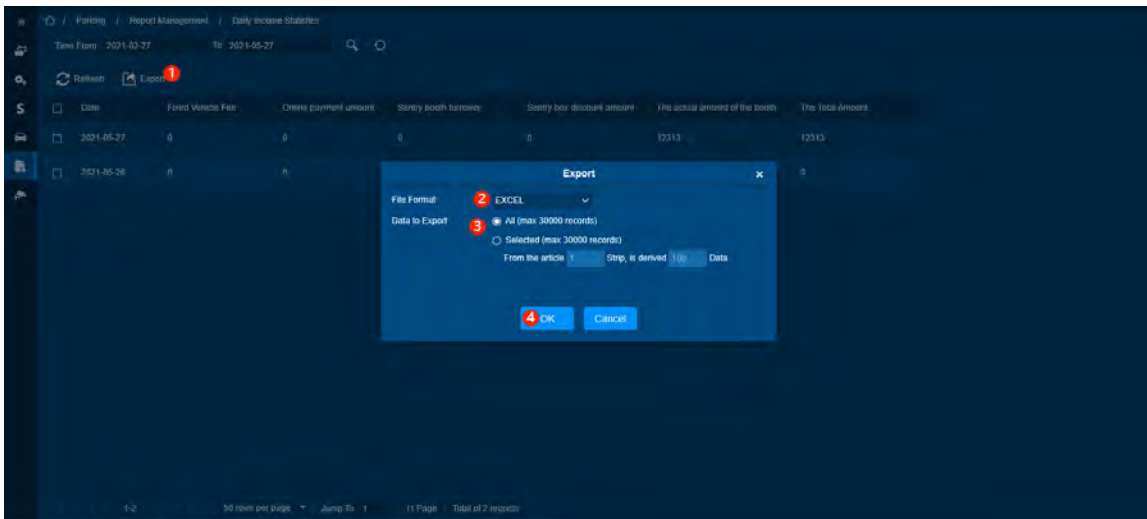 / Parking / Report Management / Daily Income Statistics
Time From 2021-02-27 To 2021-05-27
Refresh Export 1
Date Fixed Vehicle Fee Online payment amount Sentry booth turnover Sentry box discount amount The actual amount of the booth The Total Amount
2021-05-27 0 0 0 0 12313 12313
2021-05-26 0 0 0
Export ×
File Format 2 EXCEL
Data to Export 3 All (max 30000 records)
Selected (max 30000 records)
From the article 1 Strip, is derived 100 Data
4 OK Cancel
1-2 50 rows per page Jump To 1 /1 Page Total of 2 records